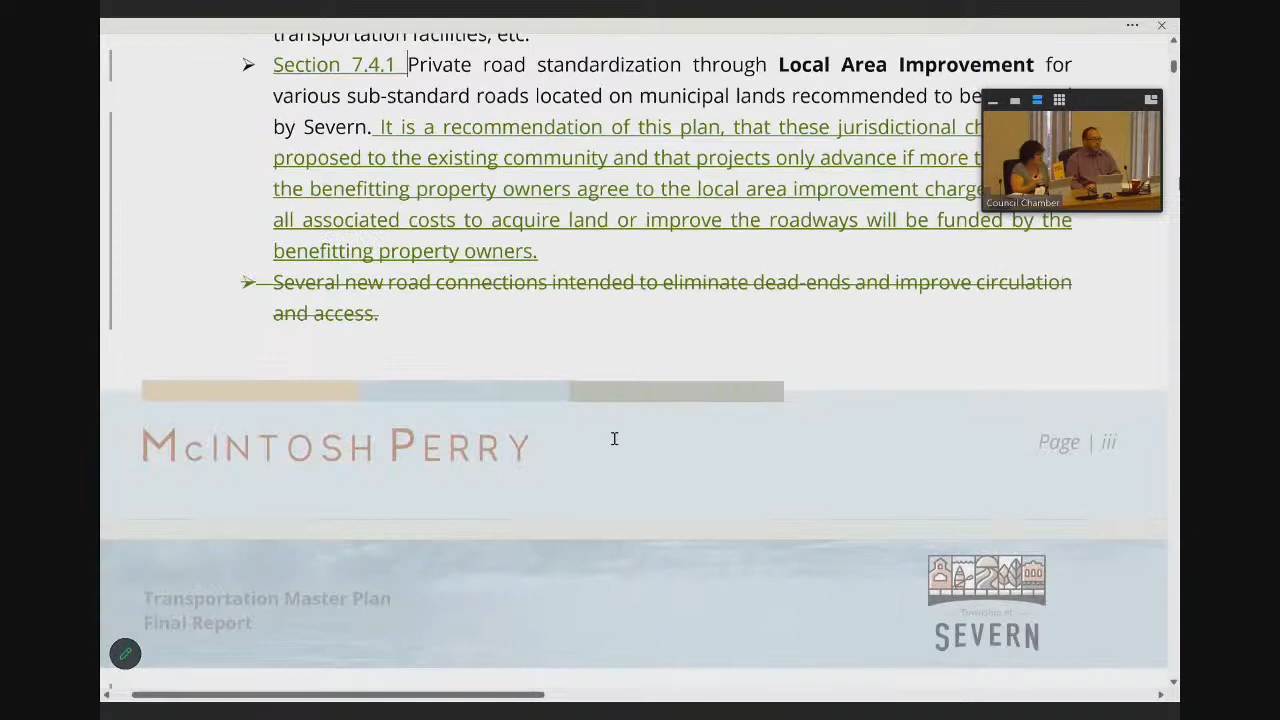 transportation facilities, etc.
➢ Section 7.4.1 Private road standardization through Local Area Improvement for
various sub-standard roads located on municipal lands recommended to be
by Severn. It is a recommendation of this plan, that these jurisdictional
proposed to the existing community and that projects only advance if more
the benefitting property owners agree to the local area improvement
all associated costs to acquire land or improve the roadways will be funded by the
benefitting property owners.
➢ Several new road connections intended to eliminate dead-ends and improve circulation
and access.
Council Chamber
McINTOSH PERRY
Page | iii
Transportation Master Plan
Final Report
Township of
SEVERN